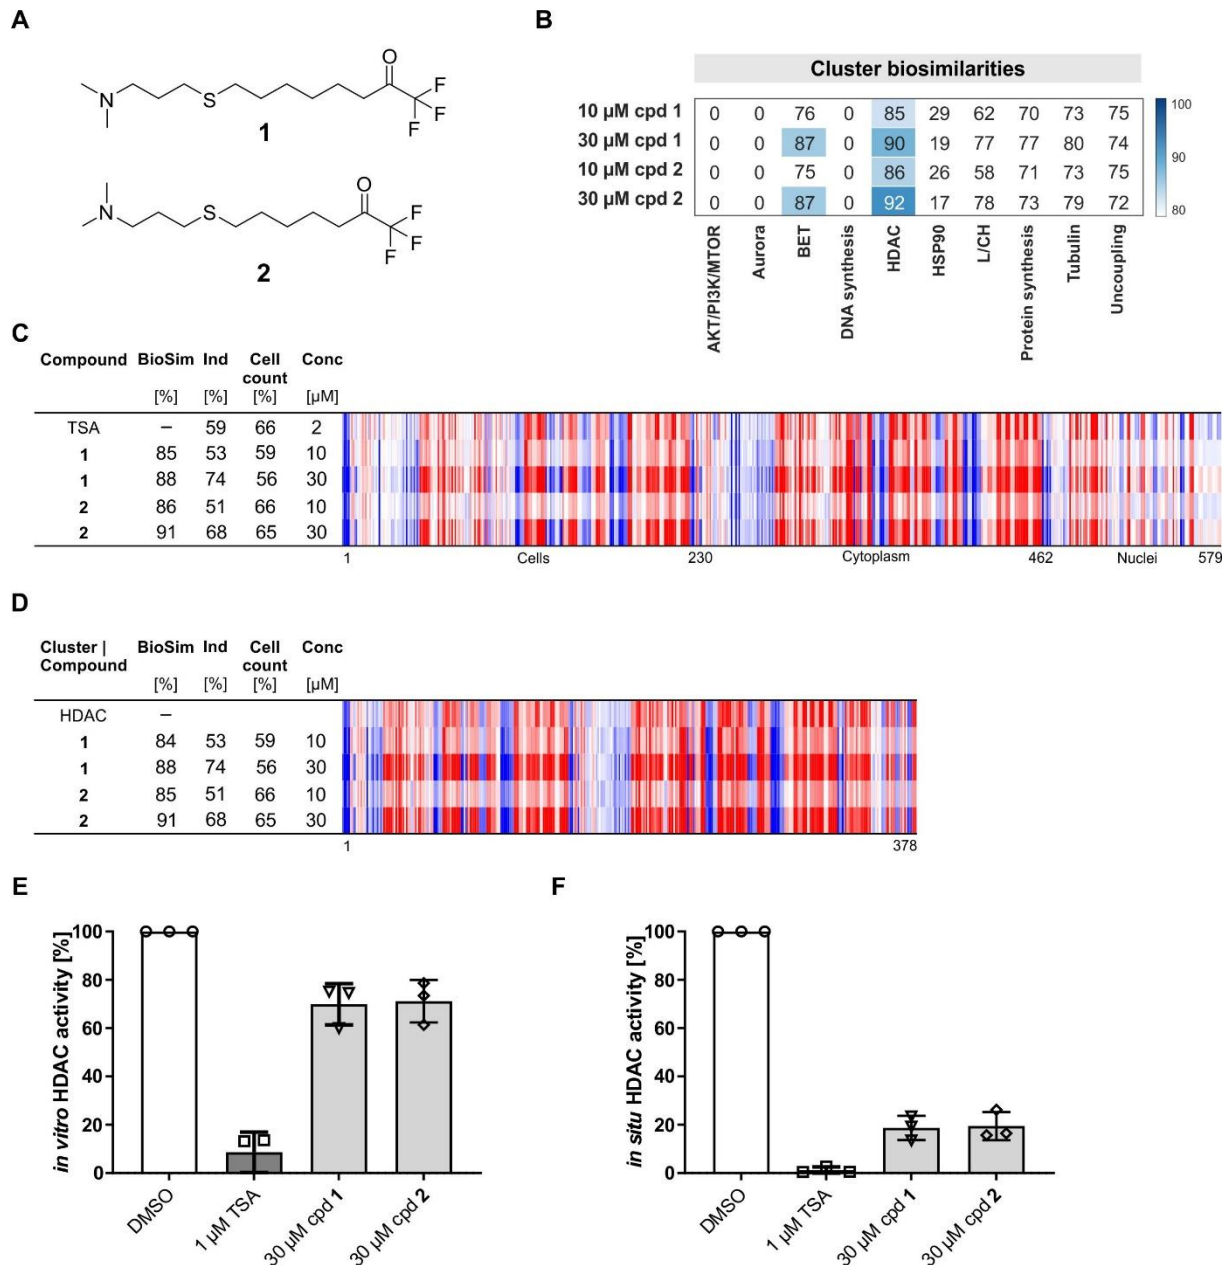 A
O
N
S
F
F
F
1
O
N
S
F
F
F
2
B
Cluster biosimilarities
10 µM cpd 1 0 0 76 0 85 29 62 70 73 75
30 µM cpd 1 0 0 87 0 90 19 77 77 80 74
10 µM cpd 2 0 0 75 0 86 26 58 71 73 75
30 µM cpd 2 0 0 87 0 92 17 78 73 79 72
100
90
80
AKT/PI3K/MTOR
Aurora
BET
DNA synthesis
HDAC
HSP90
L/CH
Protein synthesis
Tubulin
Uncoupling
C
Compound BioSim Ind Cell count Conc
[%] [%] [%] [µM]
TSA – 59 66 2
1 85 53 59 10
1 88 74 56 30
2 86 51 66 10
2 91 68 65 30
1 Cells 230 Cytoplasm 462 Nuclei 579
D
Cluster | Compound BioSim Ind Cell count Conc
[%] [%] [%] [µM]
HDAC –
1 84 53 59 10
1 88 74 56 30
2 85 51 66 10
2 91 68 65 30
1 378
E
in vitro HDAC activity [%]
100
80
60
40
20
0
DMSO
1 µM TSA
30 µM cpd 1
30 µM cpd 2
F
in situ HDAC activity [%]
100
80
60
40
20
0
DMSO
1 µM TSA
30 µM cpd 1
30 µM cpd 2